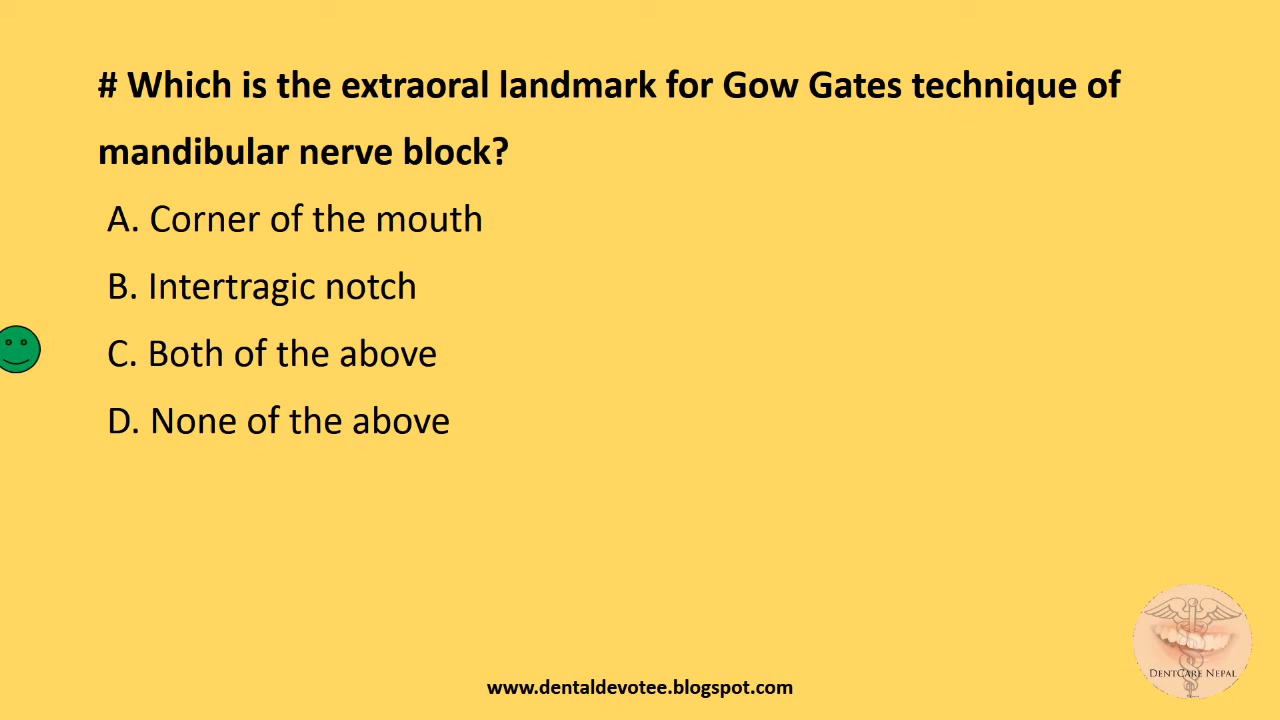 # Which is the extraoral landmark for Gow Gates technique of
mandibular nerve block?
A. Corner of the mouth
B. Intertragic notch
C. Both of the above
D. None of the above
DENTCARE NEPAL
www.dentaldevotee.blogspot.com